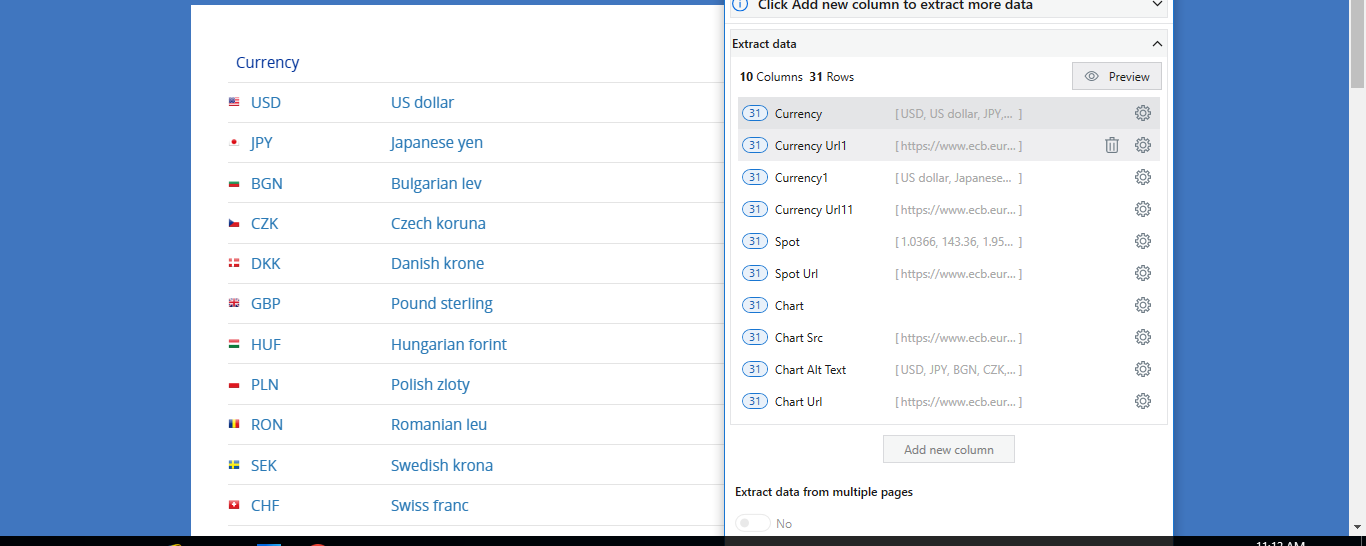 Click Add new column to extract more data
Extract data
10 Columns 31 Rows
Preview
31 Currency [ USD, US dollar, JPY,... ]
31 Currency Url1 [ https://www.ecb.eur... ]
31 Currency1 [ US dollar, Japanese... ]
31 Currency Url11 [ https://www.ecb.eur... ]
31 Spot [ 1.0366, 143.36, 1.95... ]
31 Spot Url [ https://www.ecb.eur... ]
31 Chart
31 Chart Src [ https://www.ecb.eur... ]
31 Chart Alt Text [ USD, JPY, BGN, CZK,... ]
31 Chart Url [ https://www.ecb.eur... ]
Add new column
Extract data from multiple pages
No
Currency
USD US dollar
JPY Japanese yen
BGN Bulgarian lev
CZK Czech koruna
DKK Danish krone
GBP Pound sterling
HUF Hungarian forint
PLN Polish zloty
RON Romanian leu
SEK Swedish krona
CHF Swiss franc